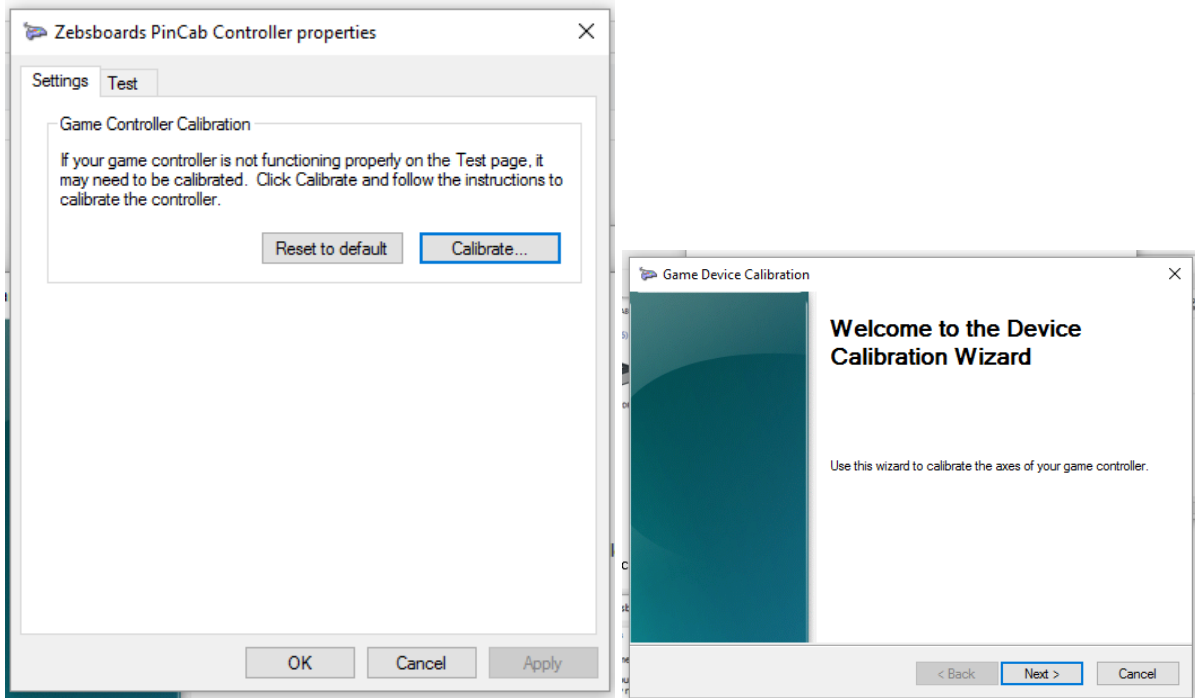 Zebsboards PinCab Controller properties
Settings
Test
Game Controller Calibration
If your game controller is not functioning properly on the Test page, it
may need to be calibrated. Click Calibrate and follow the instructions to
calibrate the controller.
Reset to default
Calibrate...
OK
Cancel
Apply
Game Device Calibration
Welcome to the Device
Calibration Wizard
Use this wizard to calibrate the axes of your game controller.
< Back
Next >
Cancel